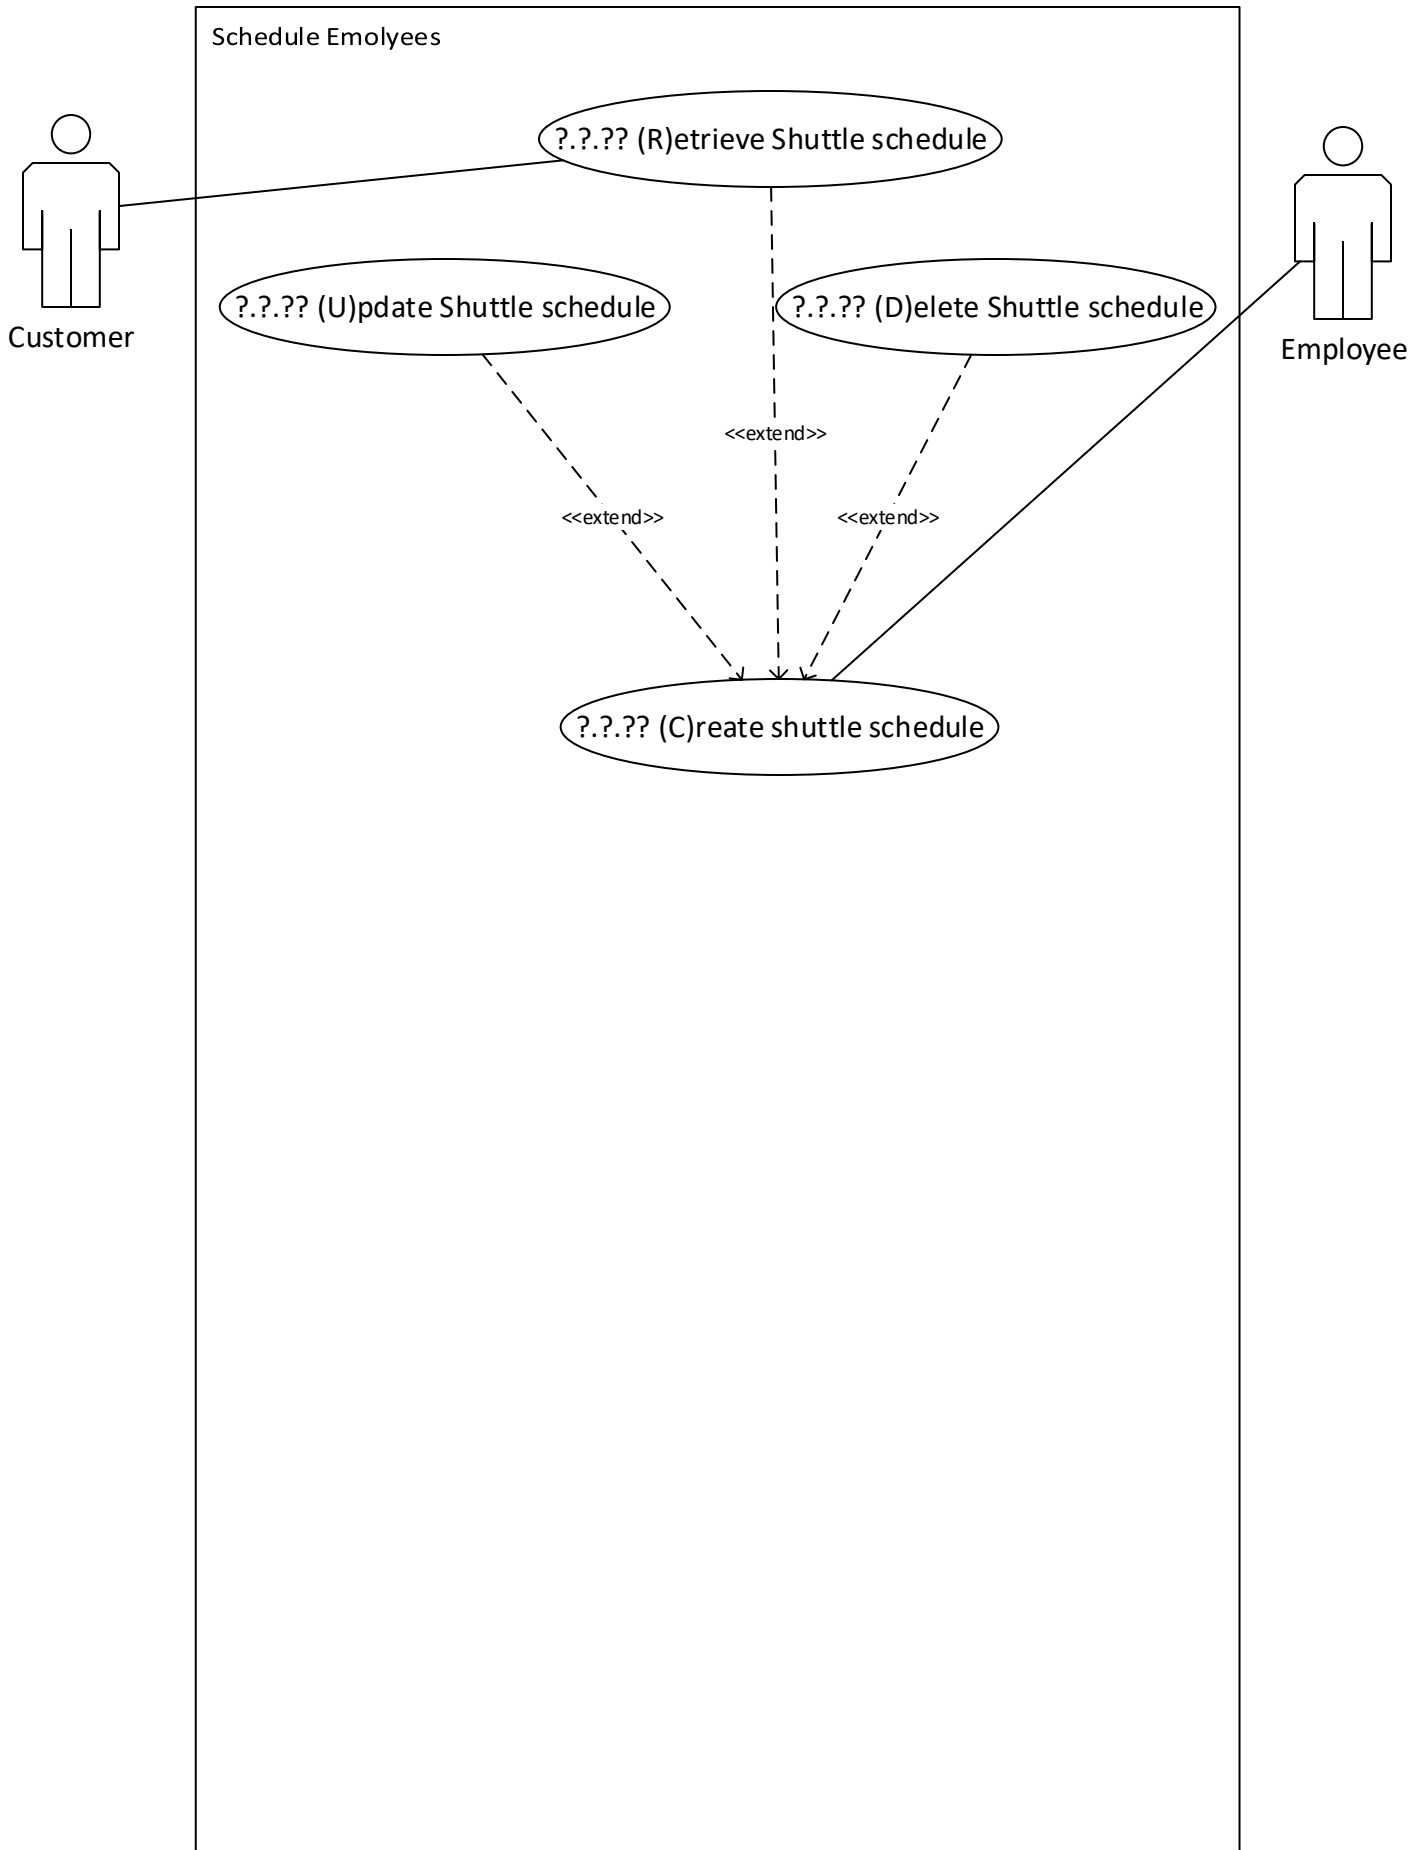 Schedule Emolyees
?.?.?? (R)etrieve Shuttle schedule
?.?.?? (U)pdate Shuttle schedule
?.?.?? (D)elete Shuttle schedule
Customer
Employee
<<extend>>
<<extend>>
<<extend>>
?.?.?? (C)reate shuttle schedule